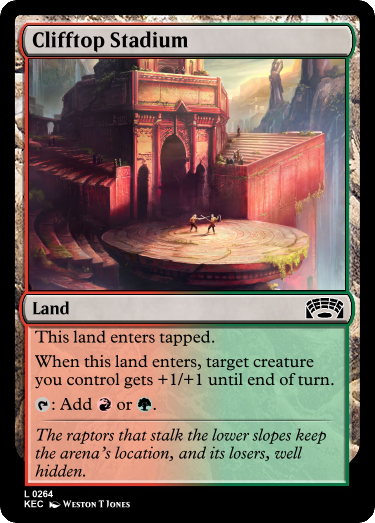 Clifftop Stadium
Land
This land enters tapped.
When this land enters, target creature
you control gets +1/+1 until end of turn.
: Add or .
The raptors that stalk the lower slopes keep
the arena's location, and its losers, well
hidden.
L 0264
KEC Weston T Jones